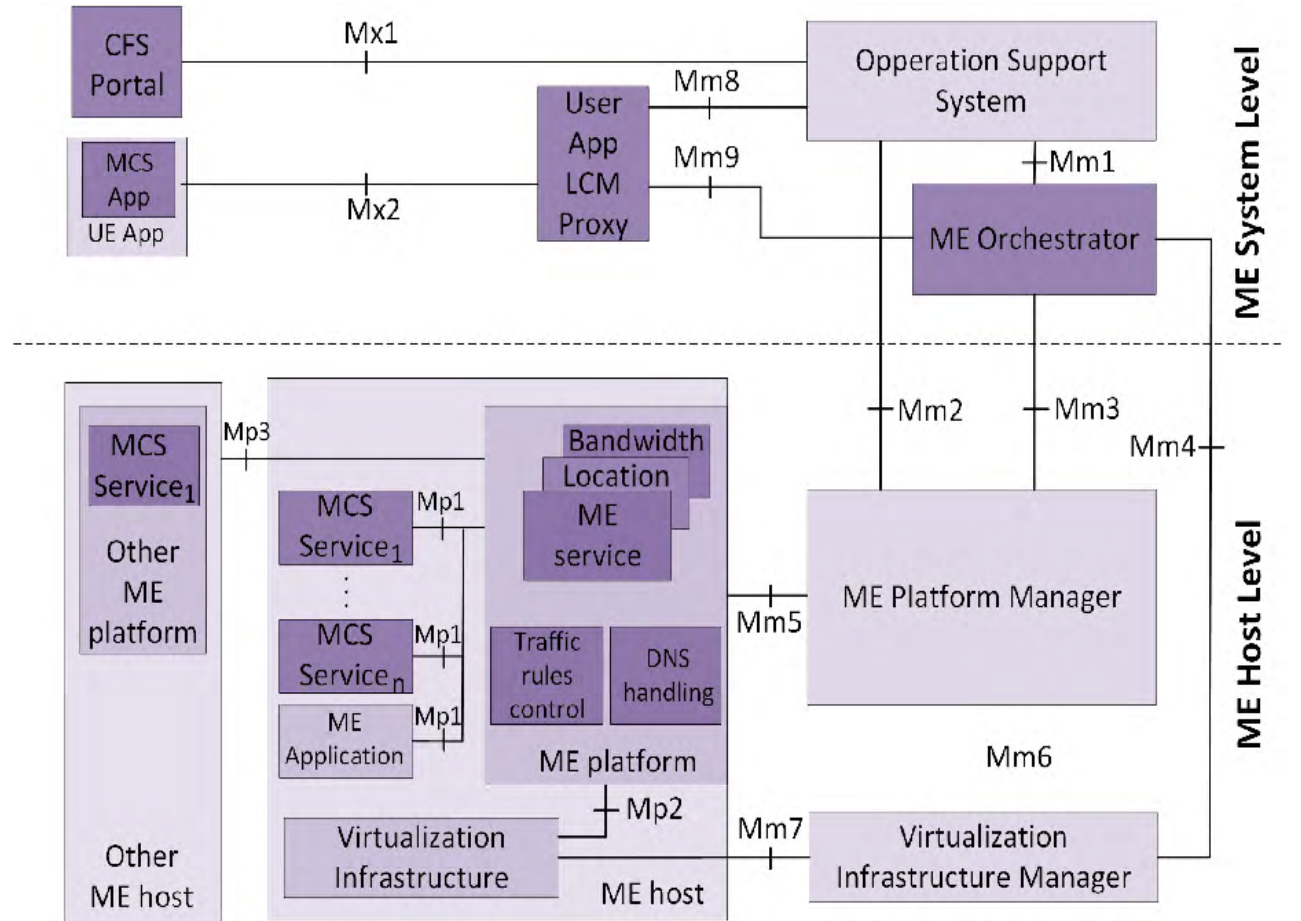 CFS
Portal
Mx1
Opperation Support
System
Mm8
User
App
LCM
Proxy
MCS
App
UE App
Mx2
Mm9
Mm1
ME Orchestrator
ME System Level
Mm2
Mm3
Mm4
MCS
Service1
Other
ME
platform
Other
ME host
Mp3
Bandwidth
Location
ME
service
MCS
Service1
Mp1
⋮
MCS
Servicen
Mp1
ME
Application
Mp1
Traffic
rules
control
DNS
handling
ME platform
Mp2
Virtualization
Infrastructure
ME host
Mm5
ME Platform Manager
Mm6
Mm7
Virtualization
Infrastructure Manager
ME Host Level